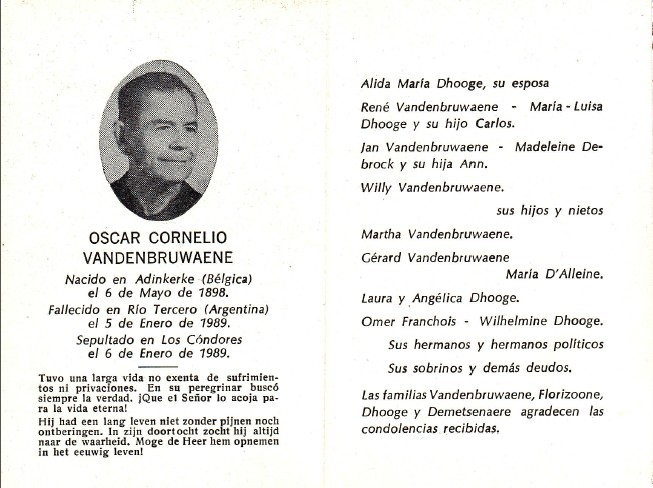 OSCAR CORNELIO
VANDENBRUWAENE
Nacido en Adinkerke (Bélgica)
el 6 de Mayo de 1898.
Fallecido en Río Tercero (Argentina)
el 5 de Enero de 1989.
Sepultado en Los Cóndores
el 6 de Enero de 1989.
Tuvo una larga vida no exenta de sufrimien-
tos ni privaciones. En su peregrinar buscó
siempre la verdad. ¡Que el Señor lo acoja pa-
ra la vida eterna!
Hij had een lang leven niet zonder pijnen noch
ontberingen. In zijn doortocht zocht hij altijd
naar de waarheid. Moge de Heer hem opnemen
in het eeuwig leven!
Alida María Dhooge, su esposa
René Vandenbruwaene - María - Luisa
Dhooge y su hijo Carlos.
Jan Vandenbruwaene - Madeleine De-
brock y su hija Ann.
Willy Vandenbruwaene.
sus hijos y nietos
Martha Vandenbruwaene.
Gérard Vandenbruwaene
María D'Alleine.
Laura y Angélica Dhooge.
Omer Franchois - Wilhelmine Dhooge.
Sus hermanos y hermanos políticos
Sus sobrinos y demás deudos.
Las familias Vandenbruwaene, Florizoone,
Dhooge y Demetsenaere agradecen las
condolencias recibidas.